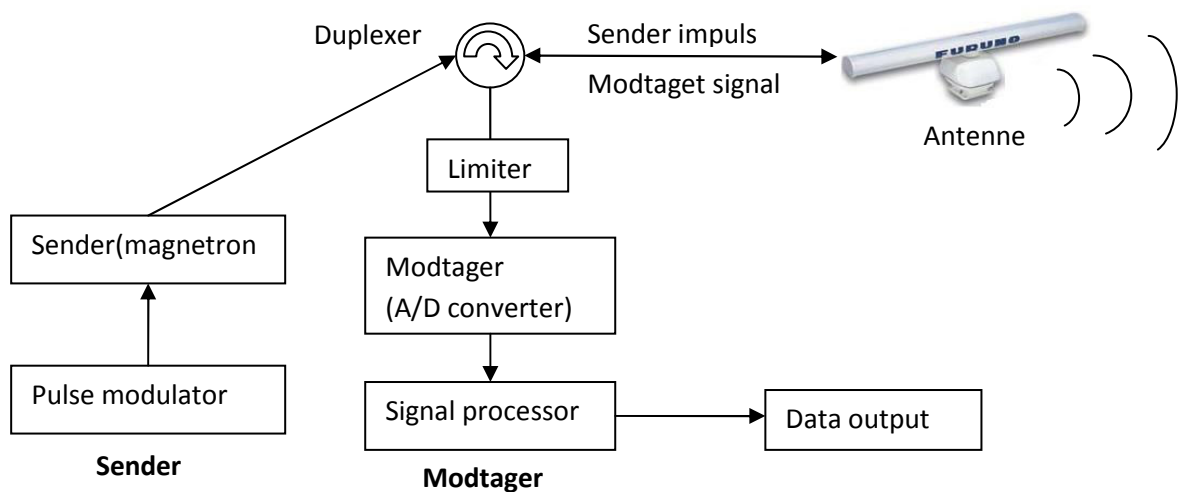 Duplexer
Sender impuls
Modtaget signal
FURUNO
Antenne
Limiter
Sender(magnetron
Modtager
(A/D converter)
Pulse modulator
Signal processor
Data output
Sender
Modtager